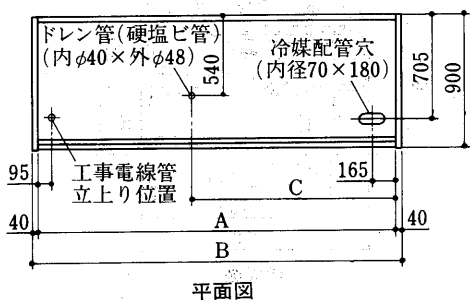 ドレン管(硬塩ビ管)
(内φ40×外φ48)
540
冷媒配管穴
(内径70×180)
705
900
95
工事電線管
立上り位置
165
C
40
A
40
B
平面図